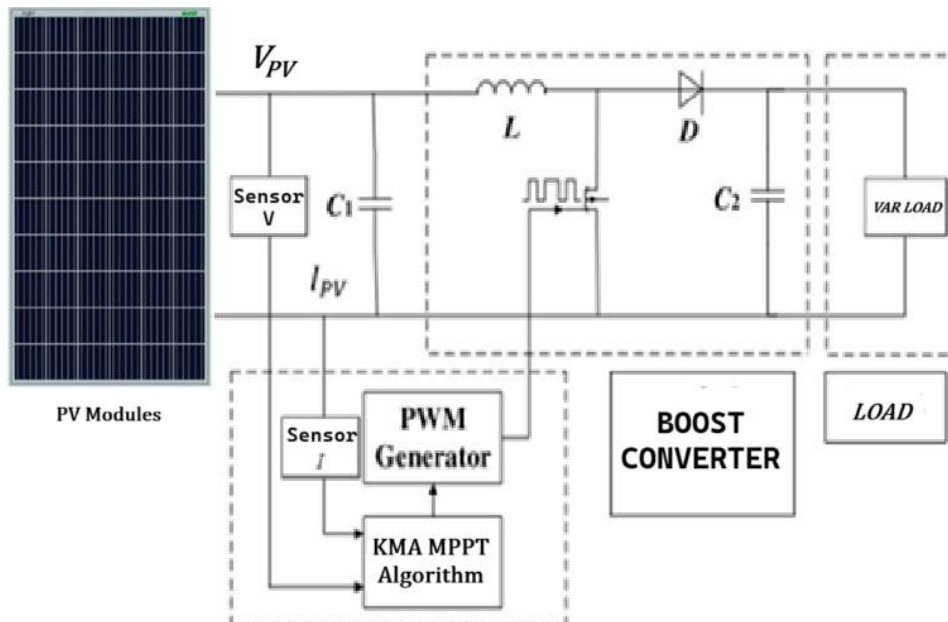 V_PV
L
D
Sensor
V
C₁
C₂
VAR LOAD
I_PV
PV Modules
Sensor
I
PWM
Generator
KMA MPPT
Algorithm
BOOST
CONVERTER
LOAD